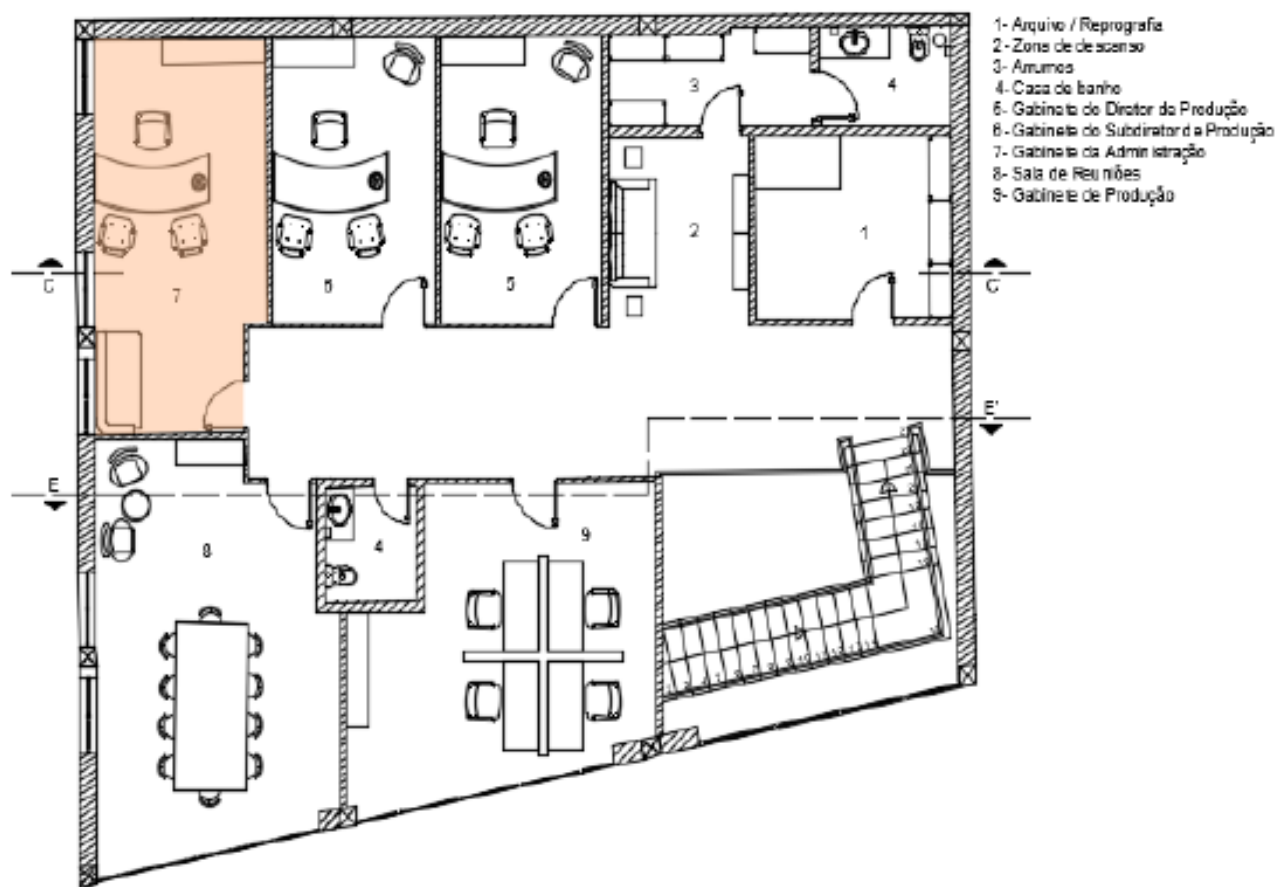 1- Arquivo / Reprografia
2- Zona de descanso
3- Arrumos
4- Casa de banho
5- Gabinete do Diretor de Produção
6- Gabinete do Subdiretor de Produção
7- Gabinete da Administração
8- Sala de Reuniões
9- Gabinete de Produção
3
4
2
1
C
7
6
5
C'
E'
E
8
4
9